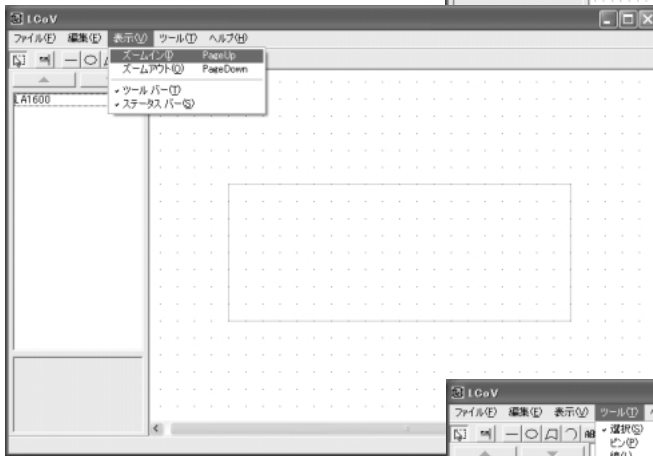 LCoV
ファイル(F) 編集(E) 表示(V) ツール(T) ヘルプ(H)
ズームイン(I) PageUp
ズームアウト(O) PageDown
ツール バー(T)
ステータス バー(S)
LA1600
LCoV
ファイル(F) 編集(E) 表示(V) ツール(T)
選択(S)
ピン(P)
線(L)